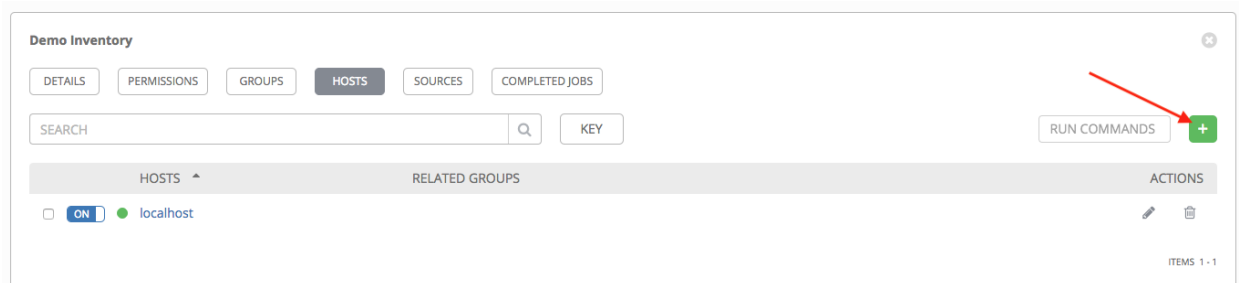 Demo Inventory
DETAILS PERMISSIONS GROUPS HOSTS SOURCES COMPLETED JOBS
SEARCH KEY RUN COMMANDS +
HOSTS RELATED GROUPS ACTIONS
ON localhost
ITEMS 1 - 1